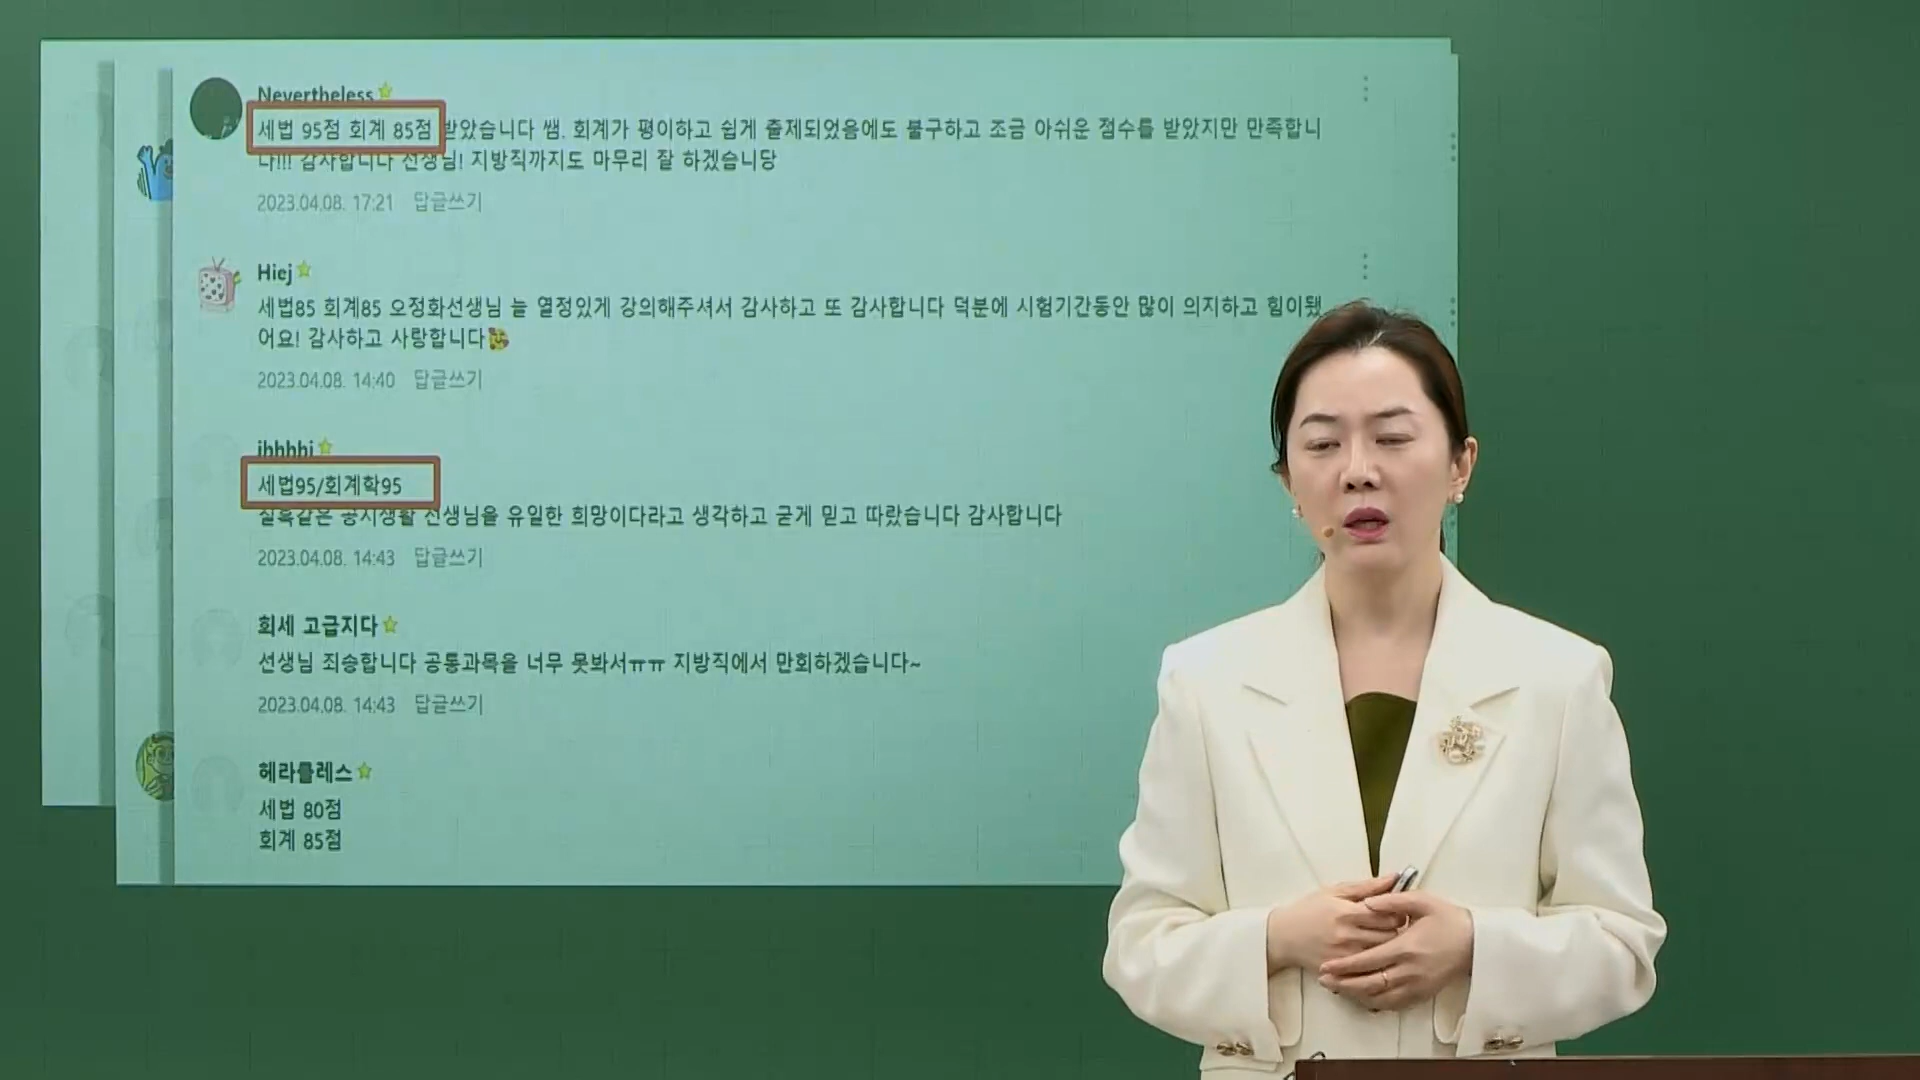 Nevertheless
세법 95점 회계 85점 받았습니다 쌤. 회계가 평이하고 쉽게 출제되었음에도 불구하고 조금 아쉬운 점수를 받았지만 만족합니
다!!! 감사합니다 선생님! 지방직까지도 마무리 잘 하겠습니당
2023.04.08. 17:21 답글쓰기
Hiej
세법85 회계85 오정화선생님 늘 열정있게 강의해주셔서 감사하고 또 감사합니다 덕분에 시험기간동안 많이 의지하고 힘이됐
어요! 감사하고 사랑합니다
2023.04.08. 14:40 답글쓰기
세법95/회계학95
같은 공시생활 선생님을 유일한 희망이다라고 생각하고 굳게 믿고 따랐습니다 감사합니다
2023.04.08. 14:43 답글쓰기
회세 고급지다
선생님 죄송합니다 공통과목을 너무 못봐서ㅠㅠ 지방직에서 만회하겠습니다~
2023.04.08. 14:43 답글쓰기
헤라클레스
세법 80점
회계 85점